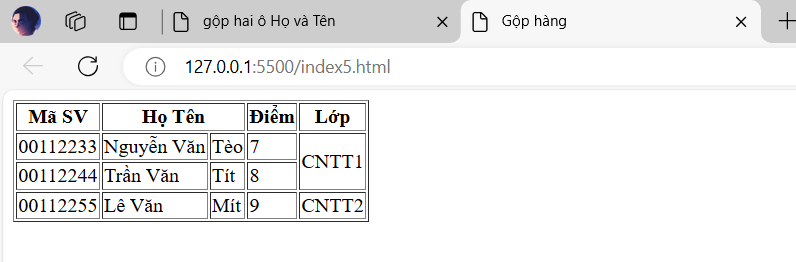 gộp hai ô Họ và Tên
Gộp hàng
127.0.0.1:5500/index5.html
Mã SV Họ Tên Điểm Lớp
00112233 Nguyễn Văn Tèo 7 CNTT1
00112244 Trần Văn Tít 8
00112255 Lê Văn Mít 9 CNTT2